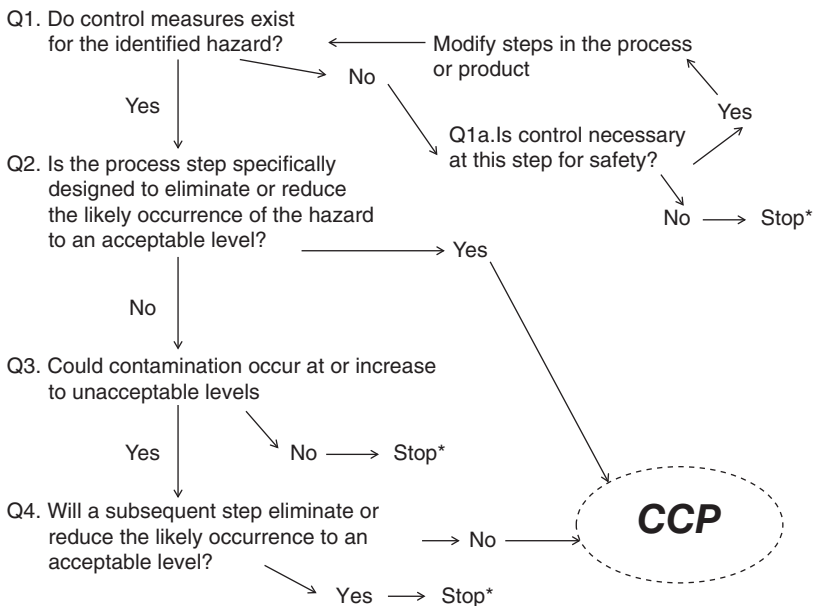 Q1. Do control measures exist
for the identified hazard?
Modify steps in the process
or product
No
Yes
Yes
Q1a.Is control necessary
at this step for safety?
Q2. Is the process step specifically
designed to eliminate or reduce
the likely occurrence of the hazard
to an acceptable level?
No
Stop*
Yes
No
Q3. Could contamination occur at or increase
to unacceptable levels
Yes
No
Stop*
Q4. Will a subsequent step eliminate or
reduce the likely occurrence to an
acceptable level?
No
CCP
Yes
Stop*